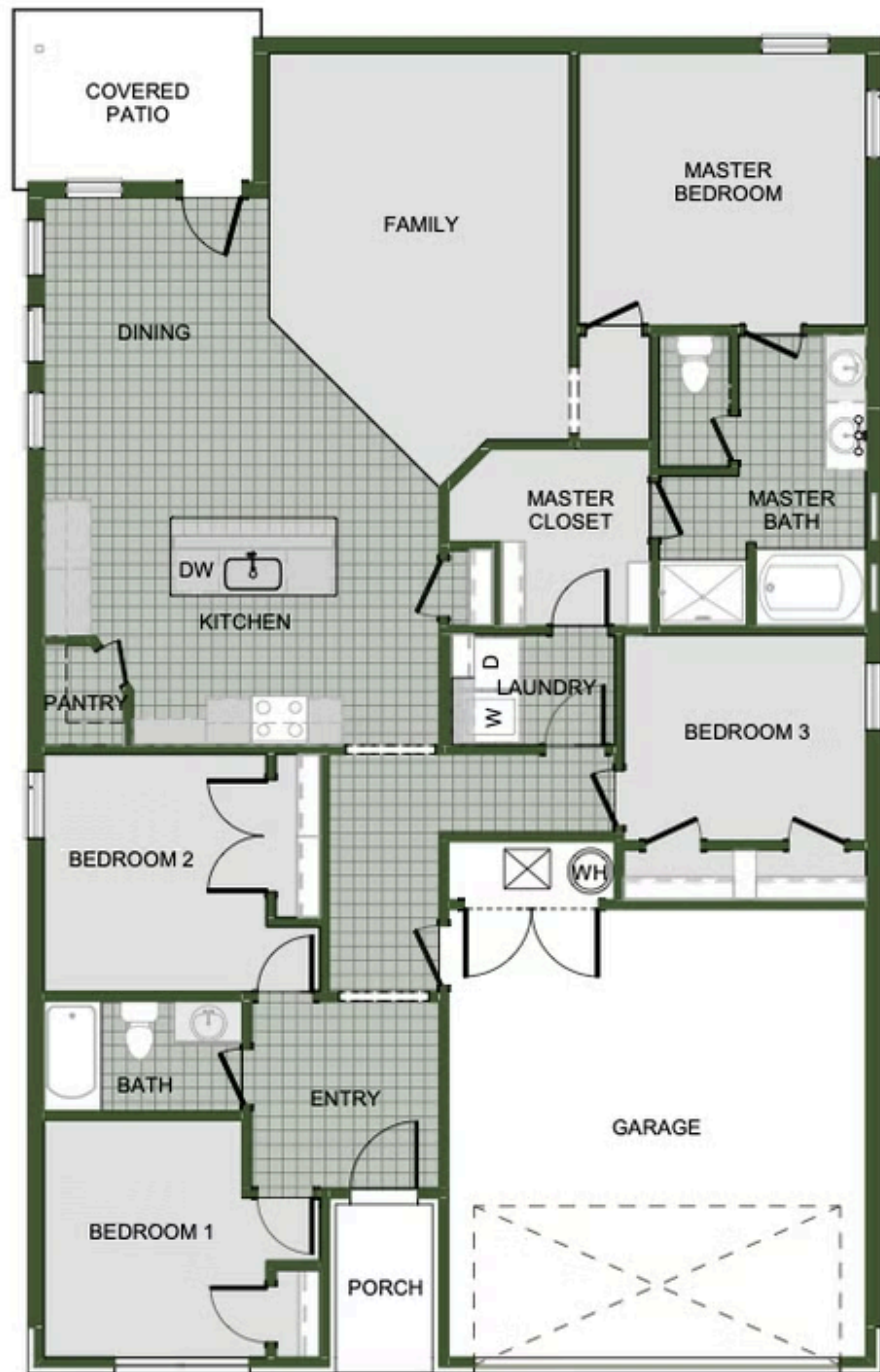 COVERED
PATIO
MASTER
BEDROOM
FAMILY
DINING
MASTER
CLOSET
MASTER
BATH
DW
KITCHEN
D
LAUNDRY
W
PANTRY
BEDROOM 3
BEDROOM 2
WH
BATH
ENTRY
GARAGE
BEDROOM 1
PORCH